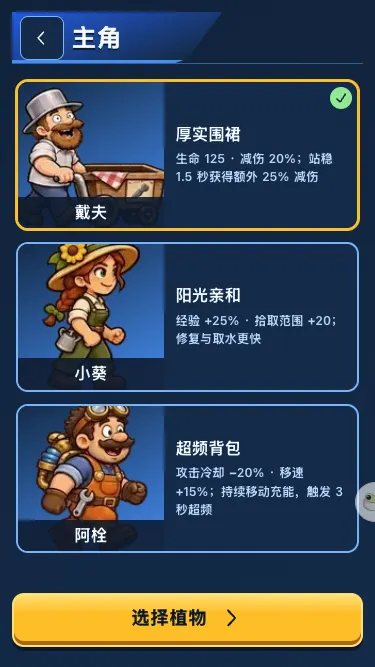 主角
厚实围裙
生命 125 · 减伤 20%；站稳
1.5 秒获得额外 25% 减伤
戴夫
阳光亲和
经验 +25% · 拾取范围 +20；
修复与取水更快
小葵
超频背包
攻击冷却 −20% · 移速
+15%；持续移动充能，触发 3
秒超频
阿栓
选择植物